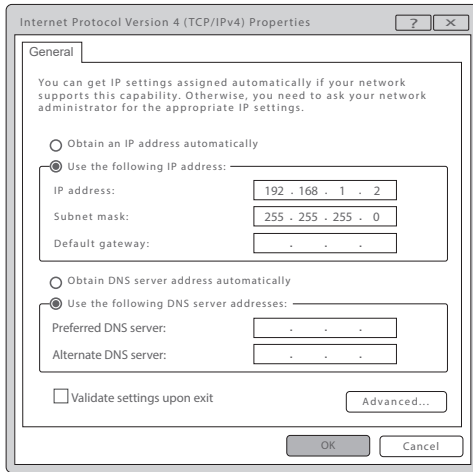 Internet Protocol Version 4 (TCP/IPv4) Properties ? ×
General
You can get IP settings assigned automatically if your network
supports this capability. Otherwise, you need to ask your network
administrator for the appropriate IP settings.
Obtain an IP address automatically
Use the following IP address:
IP address: 192 . 168 . 1 . 2
Subnet mask: 255 . 255 . 255 . 0
Default gateway: . . .
Obtain DNS server address automatically
Use the following DNS server addresses:
Preferred DNS server: . . .
Alternate DNS server: . . .
Validate settings upon exit
Advanced...
OK Cancel